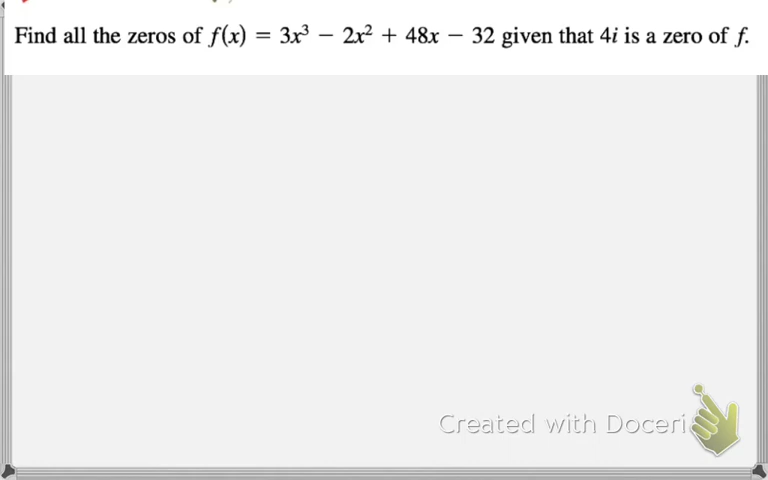 Find all the zeros of f(x) = 3x³ − 2x² + 48x − 32 given that 4i is a zero of f.
Created with Doceri